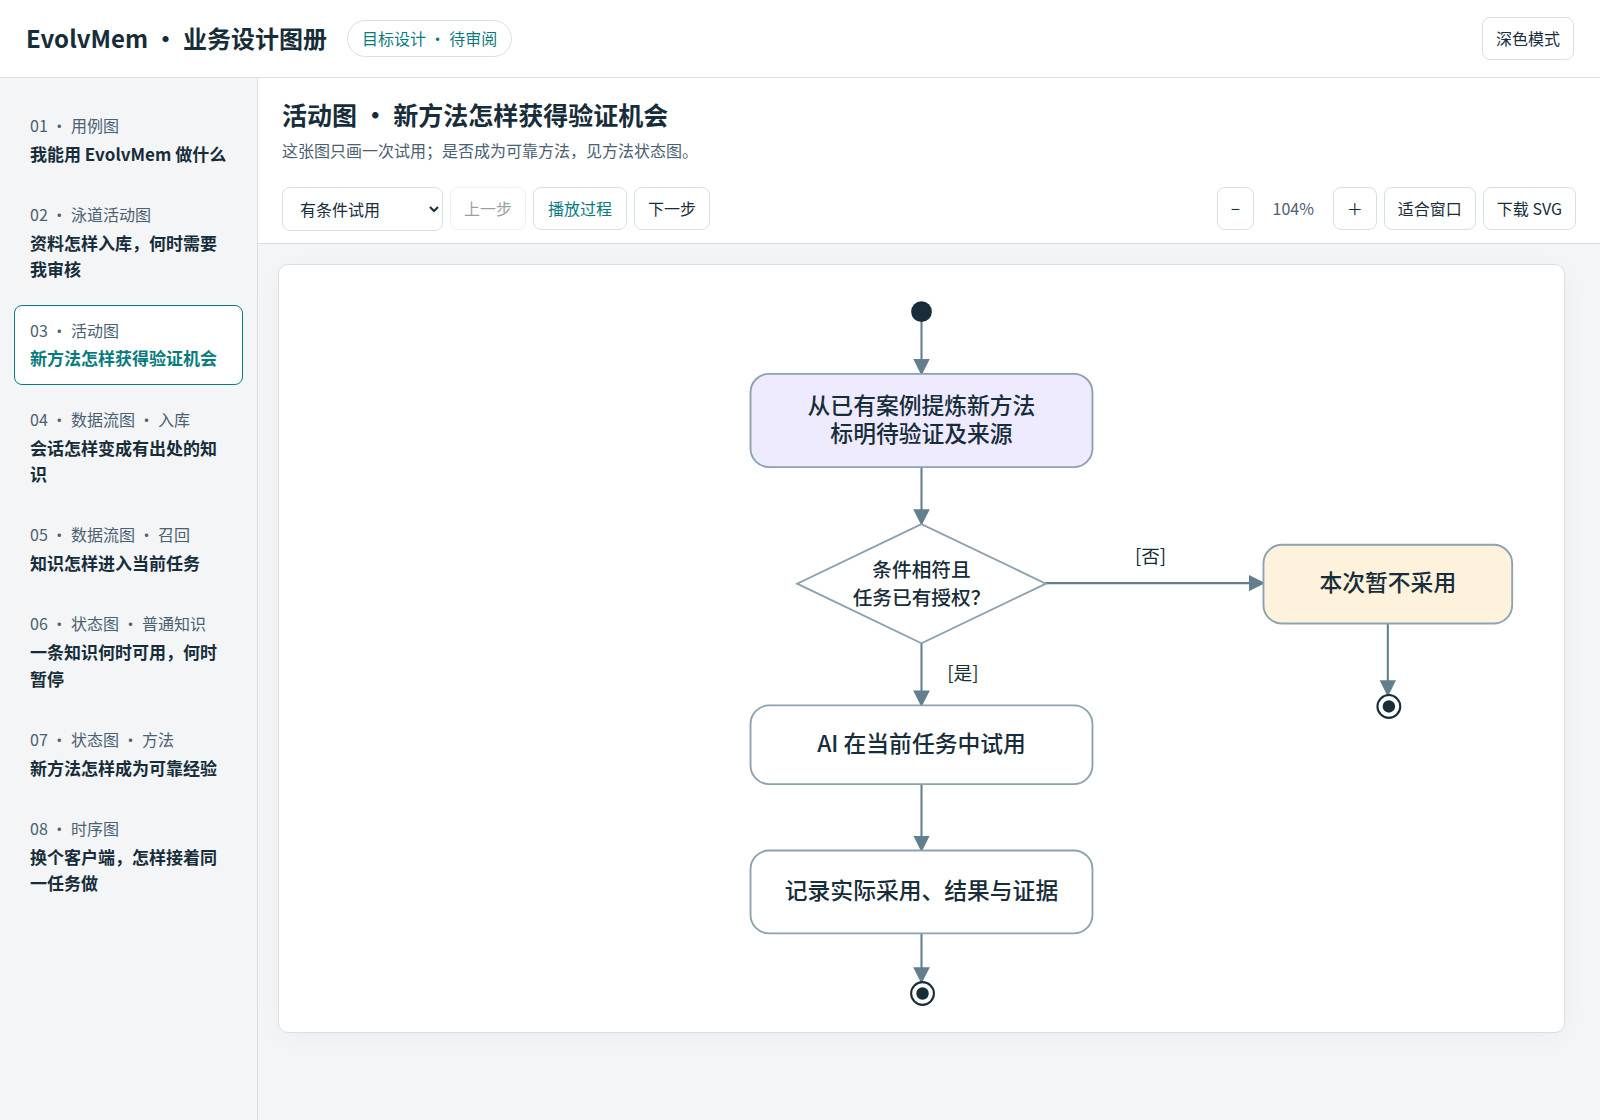 EvolvMem · 业务设计图册
目标设计 · 待审阅
深色模式
01 · 用例图
我能用 EvolvMem 做什么
02 · 泳道活动图
资料怎样入库，何时需要
我审核
03 · 活动图
新方法怎样获得验证机会
04 · 数据流图 · 入库
会话怎样变成有出处的知
识
05 · 数据流图 · 召回
知识怎样进入当前任务
06 · 状态图 · 普通知识
一条知识何时可用，何时
暂停
07 · 状态图 · 方法
新方法怎样成为可靠经验
08 · 时序图
换个客户端，怎样接着同
一任务做
活动图 · 新方法怎样获得验证机会
这张图只画一次试用；是否成为可靠方法，见方法状态图。
有条件试用
上一步
播放过程
下一步
−
104%
＋
适合窗口
下载 SVG
从已有案例提炼新方法
标明待验证及来源
条件相符且
任务已有授权？
[否]
本次暂不采用
[是]
AI 在当前任务中试用
记录实际采用、结果与证据